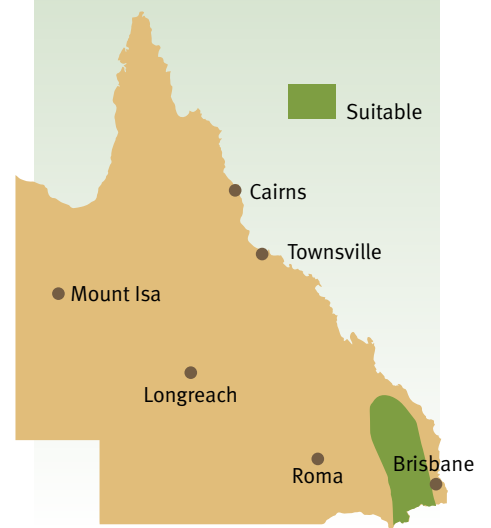 Suitable
Cairns
Townsville
Mount Isa
Longreach
Brisbane
Roma